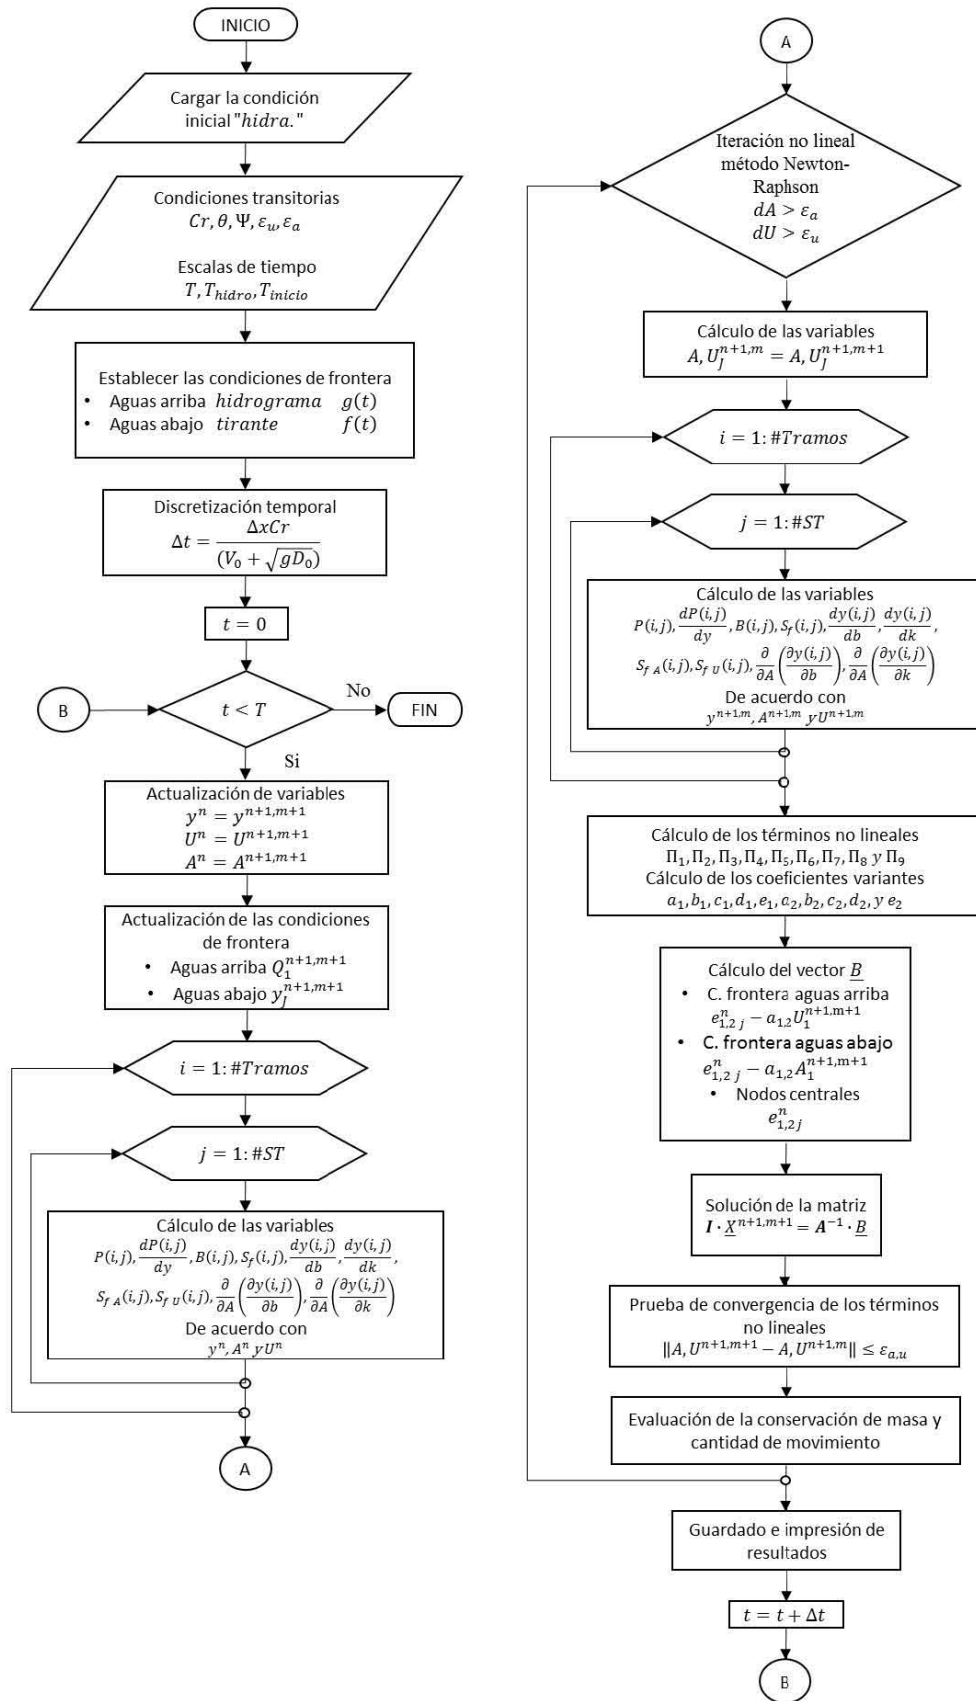 INICIO
Cargar la condición
inicial "hidra."
Condiciones transitorias
Cr, θ, Ψ, ε_u, ε_a
Escalas de tiempo
T, T_hidro, T_inicio
Establecer las condiciones de frontera
• Aguas arriba hidrograma g(t)
• Aguas abajo tirante f(t)
Discretización temporal
Δt = ΔxCr / (V_0 + √gD_0)
t = 0
B
t < T
No
FIN
Si
Actualización de variables
y^n = y^{n+1,m+1}
U^n = U^{n+1,m+1}
A^n = A^{n+1,m+1}
Actualización de las condiciones
de frontera
• Aguas arriba Q_1^{n+1,m+1}
• Aguas abajo y_J^{n+1,m+1}
i = 1: #Tramos
j = 1: #ST
Cálculo de las variables
P(i,j), dP(i,j)/dy, B(i,j), S_f(i,j), dy(i,j)/db, dy(i,j)/dk,
S_{f A}(i,j), S_{f U}(i,j), ∂/∂A (∂y(i,j)/∂b), ∂/∂A (∂y(i,j)/∂k)
De acuerdo con
y^n, A^n y U^n
A
A
Iteración no lineal
método Newton-
Raphson
dA > ε_a
dU > ε_u
Cálculo de las variables
A, U_J^{n+1,m} = A, U_J^{n+1,m+1}
i = 1: #Tramos
j = 1: #ST
Cálculo de las variables
P(i,j), dP(i,j)/dy, B(i,j), S_f(i,j), dy(i,j)/db, dy(i,j)/dk,
S_{f A}(i,j), S_{f U}(i,j), ∂/∂A (∂y(i,j)/∂b), ∂/∂A (∂y(i,j)/∂k)
De acuerdo con
y^{n+1,m}, A^{n+1,m} y U^{n+1,m}
Cálculo de los términos no lineales
Π_1, Π_2, Π_3, Π_4, Π_5, Π_6, Π_7, Π_8 y Π_9
Cálculo de los coeficientes variantes
a_1, b_1, c_1, d_1, e_1, a_2, b_2, c_2, d_2, y e_2
Cálculo del vector B
• C. frontera aguas arriba
e_{1,2 j}^n − a_{1,2}U_1^{n+1,m+1}
• C. frontera aguas abajo
e_{1,2 j}^n − a_{1,2}A_1^{n+1,m+1}
• Nodos centrales
e_{1,2j}^n
Solución de la matriz
I · X^{n+1,m+1} = A^{−1} · B
Prueba de convergencia de los términos
no lineales
‖A, U^{n+1,m+1} − A, U^{n+1,m}‖ ≤ ε_{a,u}
Evaluación de la conservación de masa y
cantidad de movimiento
Guardado e impresión de
resultados
t = t + Δt
B